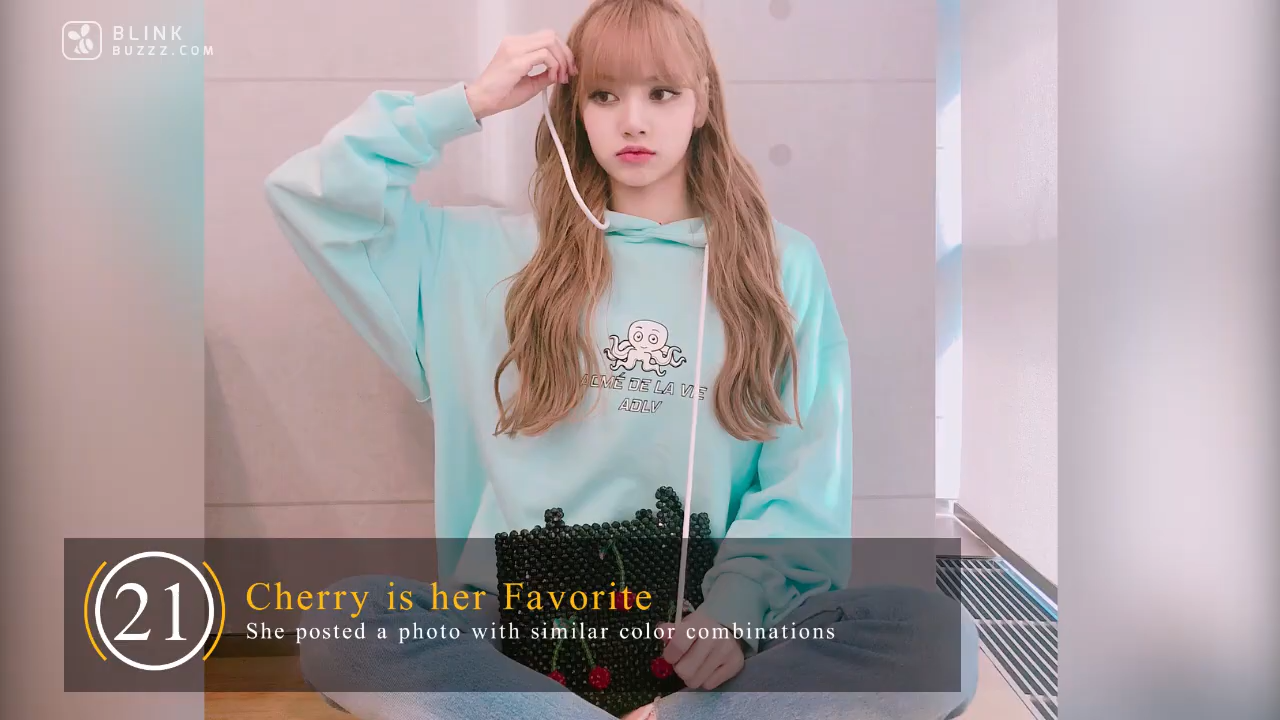 BLINK
BUZZZ.COM
ACMÉ DE LA VIE
ADLV
21
Cherry is her Favorite
She posted a photo with similar color combinations